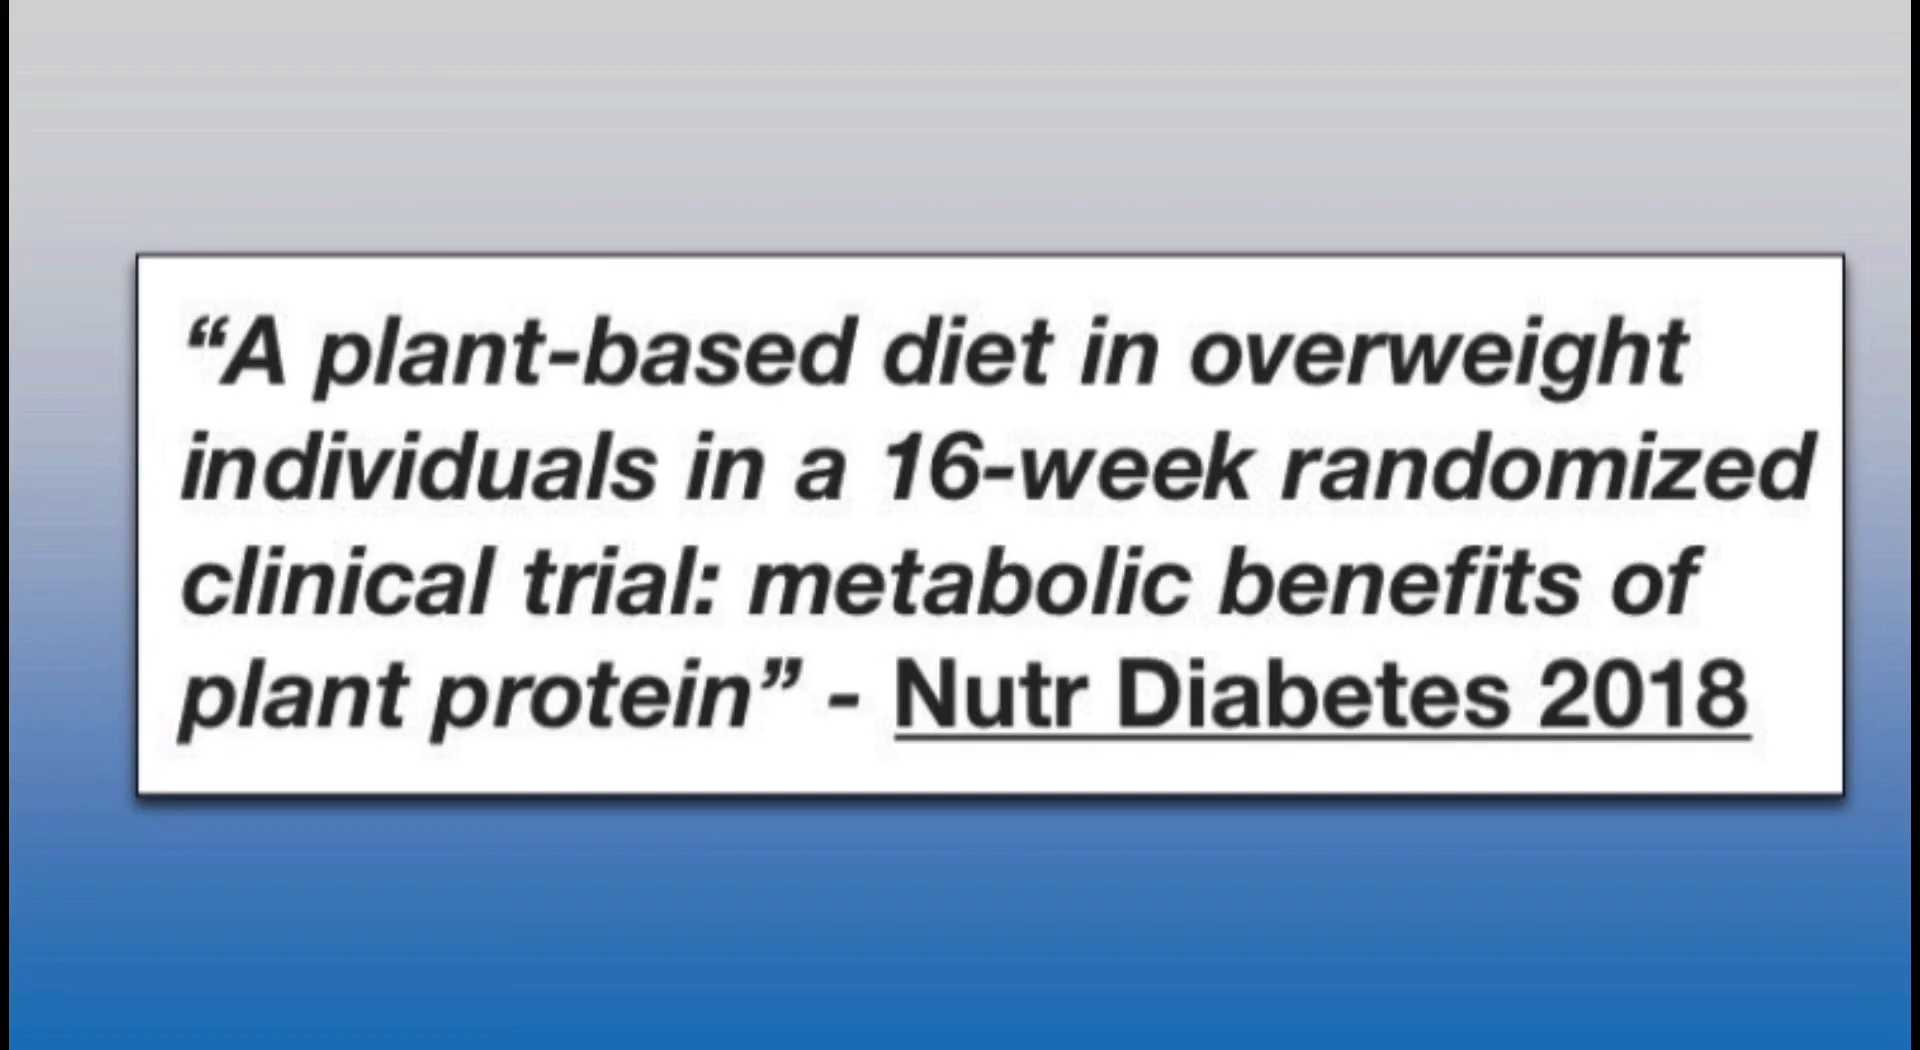 “A plant-based diet in overweight
individuals in a 16-week randomized
clinical trial: metabolic benefits of
plant protein” - Nutr Diabetes 2018